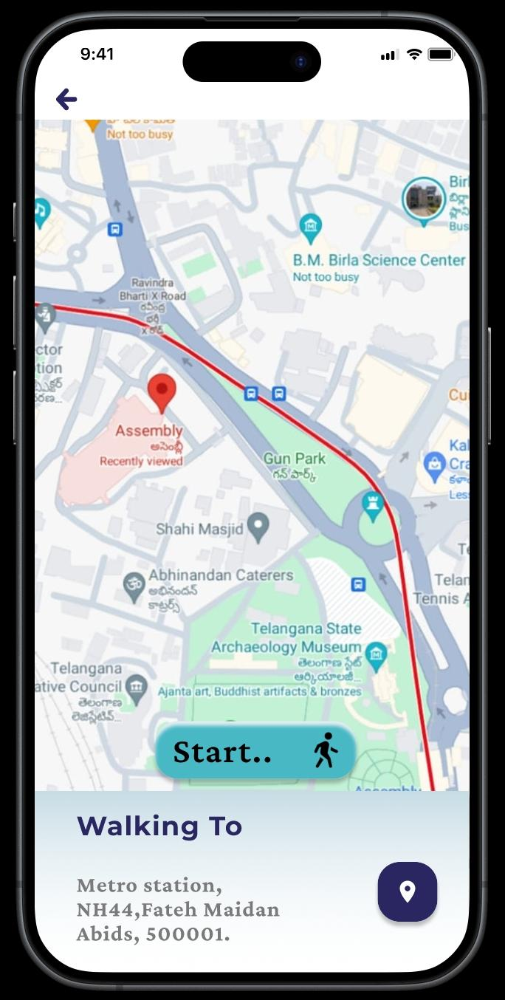 9:41
Not too busy
Birl
బిర్లా
Bus
B.M. Birla Science Center
Not too busy
Ravindra
Bharti X Road
రవీంద్ర
భర్తీ
X రోడ్
ctor
tion
Assembly
అసెంబ్లీ
Recently viewed
Gun Park
గన్ పార్క్
Cu
Kal
Cra
Less
Shahi Masjid
Te
Abhinandan Caterers
అభినందన్
కాటరర్స్
Telan
Tennis A
Telangana State
Archaeology Museum
తెలంగాణ స్టేట్
ఆర్కియాలజీ...
Ajanta art, Buddhist artifacts & bronzes
Telangana
ative Council
తెలంగాణ
లెజిస్లేటివ్...
Start..
Assembly
Walking To
Metro station,
NH44,Fateh Maidan
Abids, 500001.